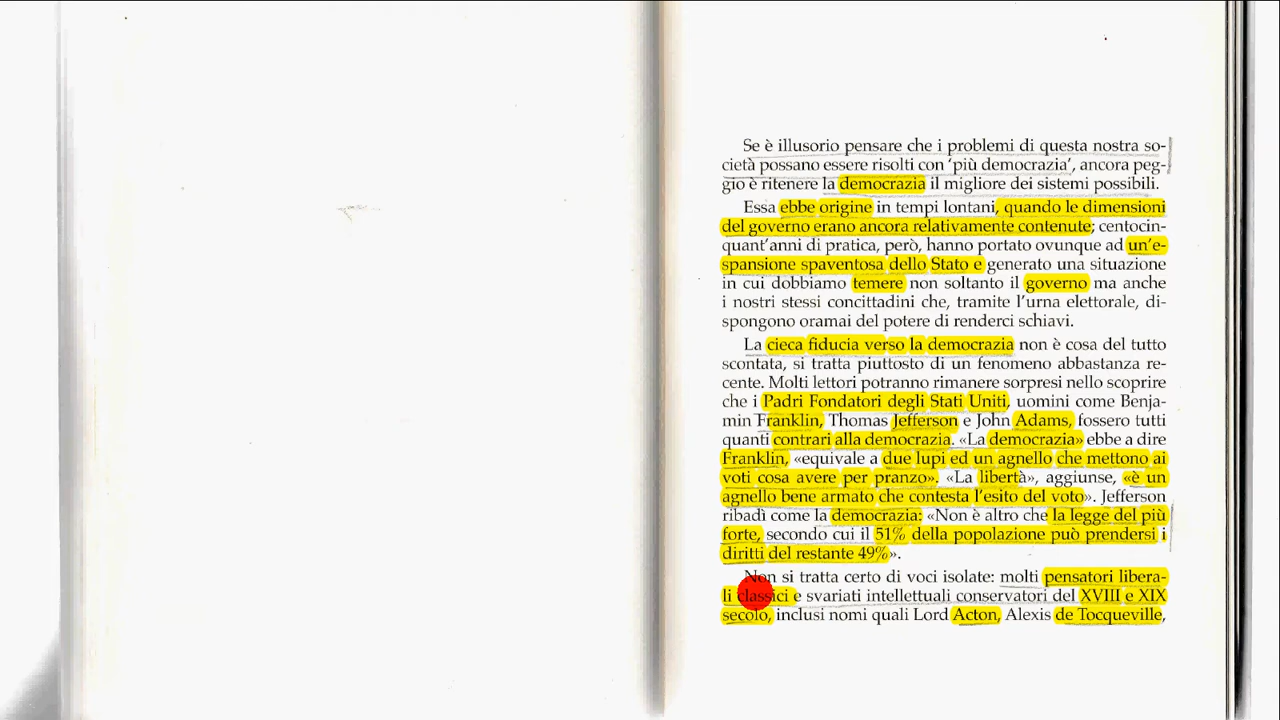 Se è illusorio pensare che i problemi di questa nostra so-
cietà possano essere risolti con ‘più democrazia’, ancora peg-
gio è ritenere la democrazia il migliore dei sistemi possibili.
Essa ebbe origine in tempi lontani, quando le dimensioni
del governo erano ancora relativamente contenute; centocin-
quant’anni di pratica, però, hanno portato ovunque ad un’e-
spansione spaventosa dello Stato e generato una situazione
in cui dobbiamo temere non soltanto il governo ma anche
i nostri stessi concittadini che, tramite l’urna elettorale, di-
spongono oramai del potere di renderci schiavi.
La cieca fiducia verso la democrazia non è cosa del tutto
scontata, si tratta piuttosto di un fenomeno abbastanza re-
cente. Molti lettori potranno rimanere sorpresi nello scoprire
che i Padri Fondatori degli Stati Uniti, uomini come Benja-
min Franklin, Thomas Jefferson e John Adams, fossero tutti
quanti contrari alla democrazia. «La democrazia» ebbe a dire
Franklin, «equivale a due lupi ed un agnello che mettono ai
voti cosa avere per pranzo». «La libertà», aggiunse, «è un
agnello bene armato che contesta l’esito del voto». Jefferson
ribadì come la democrazia: «Non è altro che la legge del più
forte, secondo cui il 51% della popolazione può prendersi i
diritti del restante 49%».
Non si tratta certo di voci isolate: molti pensatori libera-
li classici e svariati intellettuali conservatori del XVIII e XIX
secolo, inclusi nomi quali Lord Acton, Alexis de Tocqueville,